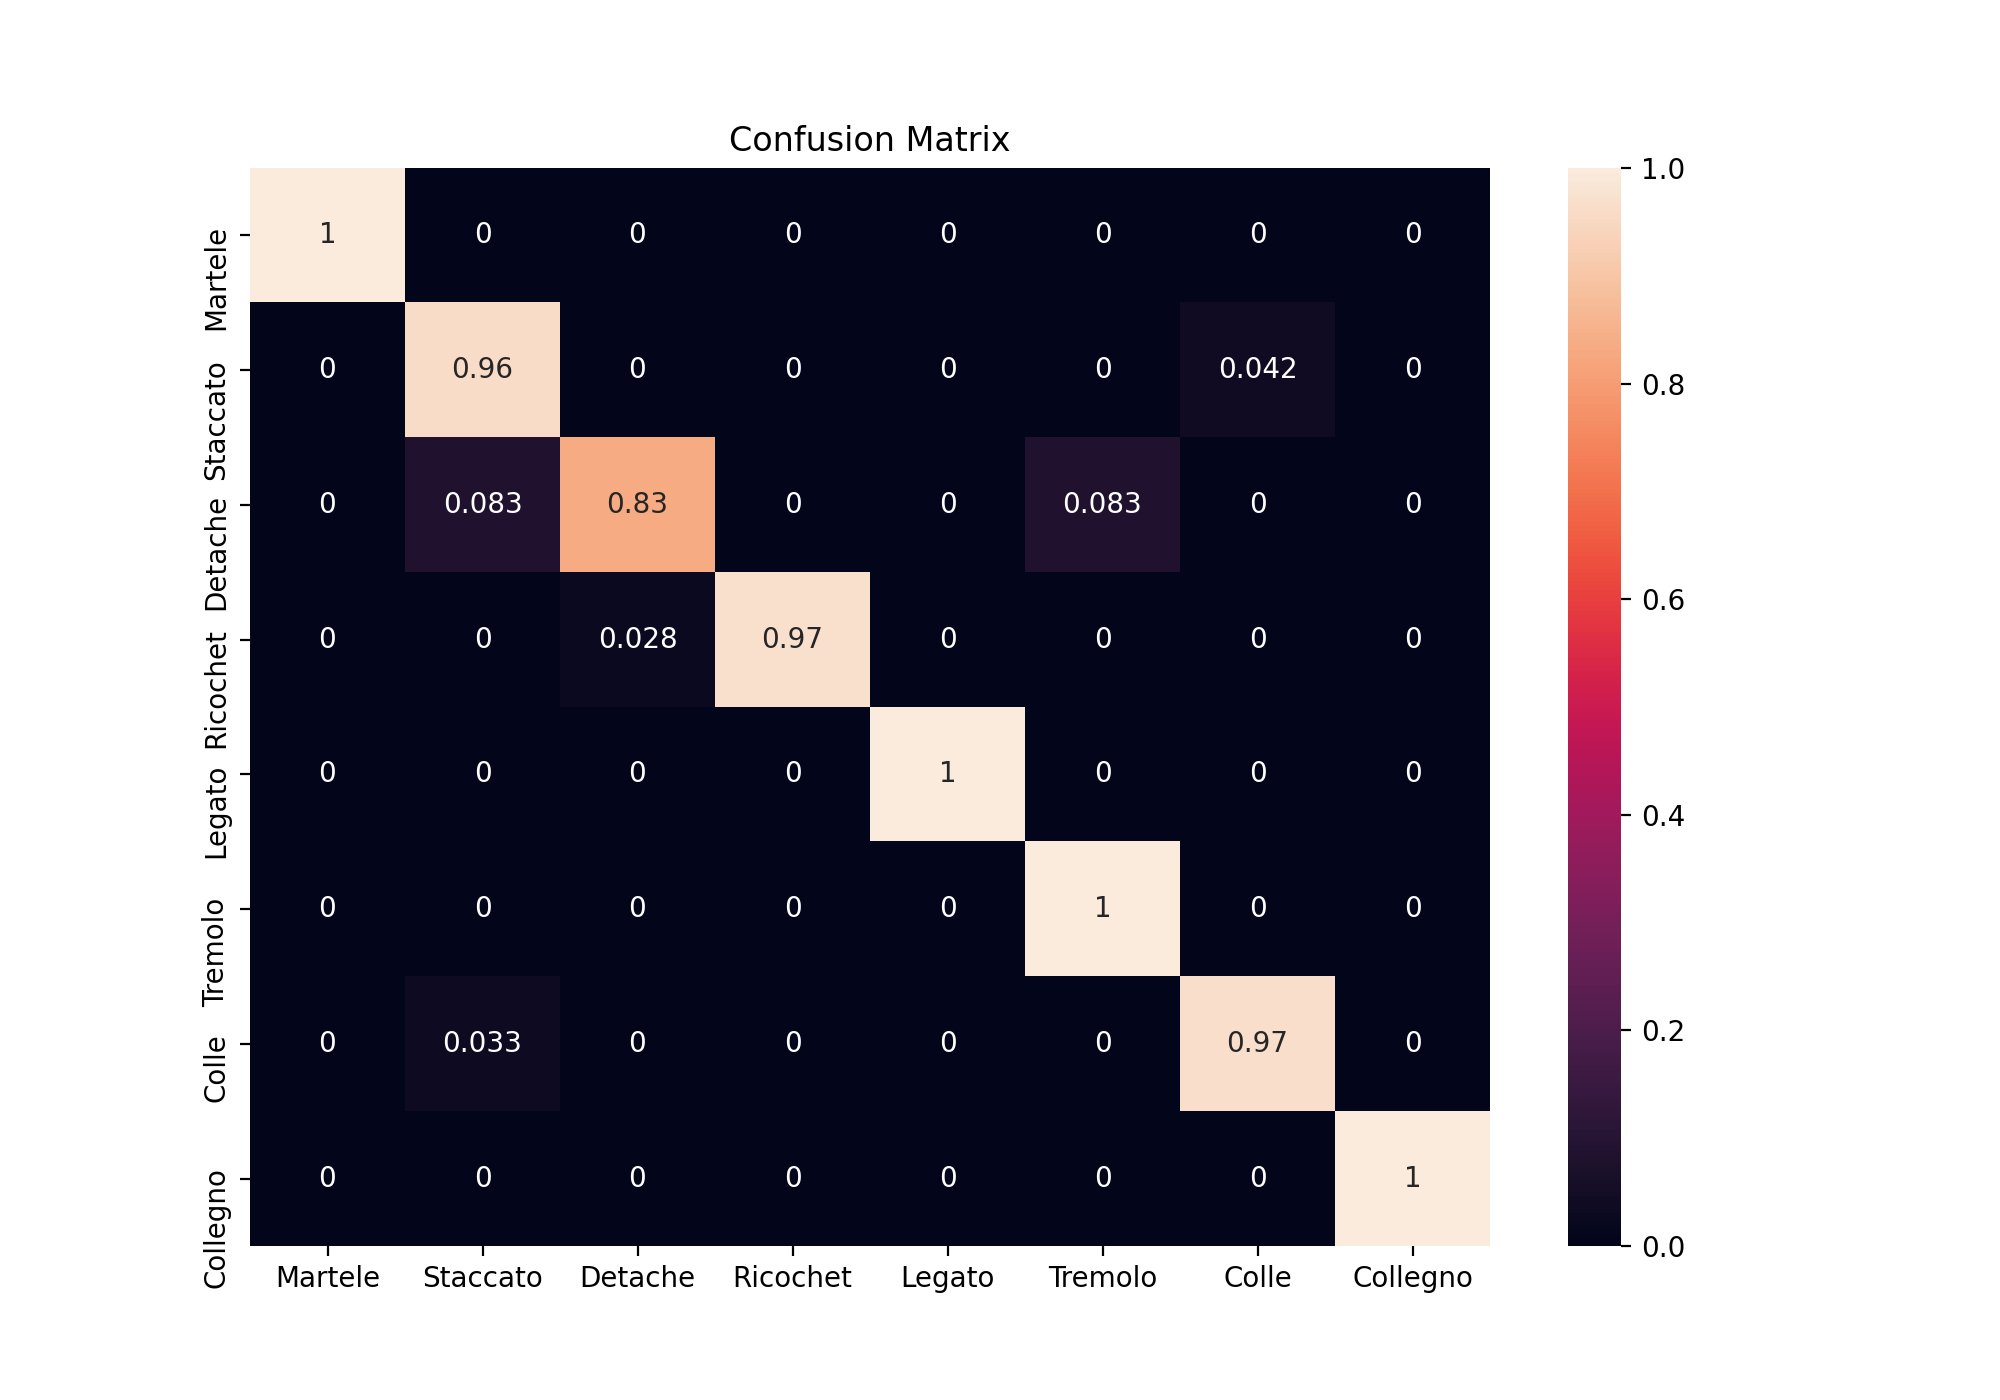 Confusion Matrix
Martele 1 0 0 0 0 0 0 0
Staccato 0 0.96 0 0 0 0 0.042 0
Detache 0 0.083 0.83 0 0 0.083 0 0
Ricochet 0 0 0.028 0.97 0 0 0 0
Legato 0 0 0 0 1 0 0 0
Tremolo 0 0 0 0 0 1 0 0
Colle 0 0.033 0 0 0 0 0.97 0
Collegno 0 0 0 0 0 0 0 1
Martele Staccato Detache Ricochet Legato Tremolo Colle Collegno
1.0
0.8
0.6
0.4
0.2
0.0